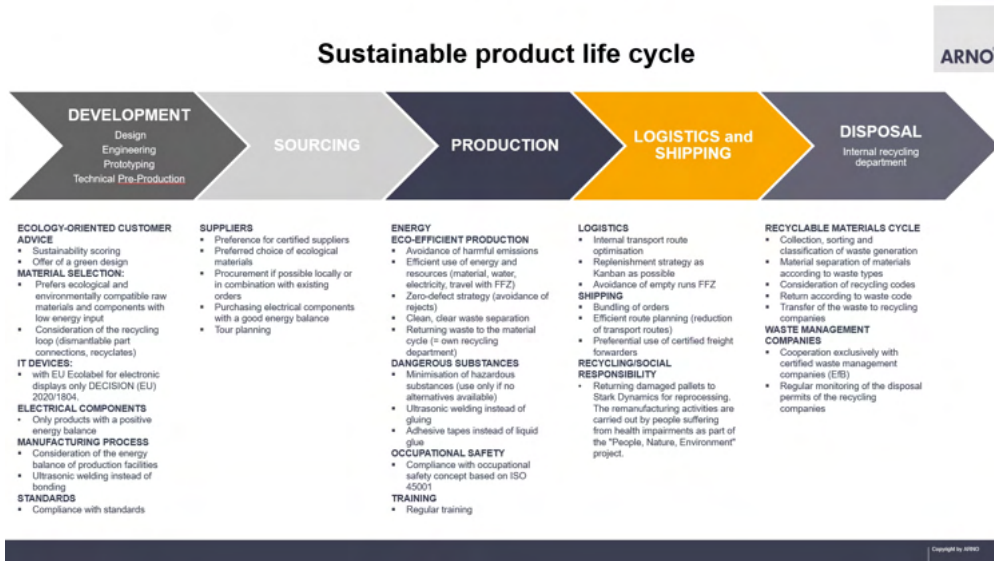 Sustainable product life cycle
ARNO
DEVELOPMENT
Design
Engineering
Prototyping
Technical Pre-Production
SOURCING
PRODUCTION
LOGISTICS and
SHIPPING
DISPOSAL
Internal recycling
department
ECOLOGY-ORIENTED CUSTOMER
ADVICE
▪ Sustainability scoring
▪ Offer of a green design
MATERIAL SELECTION:
▪ Prefers ecological and
environmentally compatible raw
materials and components with
low energy input
▪ Consideration of the recycling
loop (dismantlable part
connections, recyclates)
IT DEVICES:
▪ with EU Ecolabel for electronic
displays only DECISION (EU)
2020/1804.
ELECTRICAL COMPONENTS
• Only products with a positive
energy balance
MANUFACTURING PROCESS
▪ Consideration of the energy
balance of production facilities
▪ Ultrasonic welding instead of
bonding
STANDARDS
▪ Compliance with standards
SUPPLIERS
▪ Preference for certified suppliers
▪ Preferred choice of ecological
materials
▪ Procurement if possible locally or
in combination with existing
orders
▪ Purchasing electrical components
with a good energy balance
▪ Tour planning
ENERGY
ECO-EFFICIENT PRODUCTION
▪ Avoidance of harmful emissions
▪ Efficient use of energy and
resources (material, water,
electricity, travel with FFZ)
▪ Zero-defect strategy (avoidance of
rejects)
▪ Clean, clear waste separation
▪ Returning waste to the material
cycle (= own recycling
department)
DANGEROUS SUBSTANCES
▪ Minimisation of hazardous
substances (use only if no
alternatives available)
▪ Ultrasonic welding instead of
gluing
▪ Adhesive tapes instead of liquid
glue
OCCUPATIONAL SAFETY
▪ Compliance with occupational
safety concept based on ISO
45001
TRAINING
▪ Regular training
LOGISTICS
▪ Internal transport route
optimisation
▪ Replenishment strategy as
Kanban as possible
▪ Avoidance of empty runs FFZ
SHIPPING
▪ Bundling of orders
▪ Efficient route planning (reduction
of transport routes)
▪ Preferential use of certified freight
forwarders
RECYCLING/SOCIAL
RESPONSIBILITY
• Returning damaged pallets to
Stark Dynamics for reprocessing.
The remanufacturing activities are
carried out by people suffering
from health impairments as part of
the "People, Nature, Environment"
project.
RECYCLABLE MATERIALS CYCLE
▪ Collection, sorting and
classification of waste generation
▪ Material separation of materials
according to waste types
▪ Consideration of recycling codes
▪ Return according to waste code
▪ Transfer of the waste to recycling
companies
WASTE MANAGEMENT
COMPANIES
▪ Cooperation exclusively with
certified waste management
companies (EfB)
▪ Regular monitoring of the disposal
permits of the recycling
companies
Copyright by ARNO